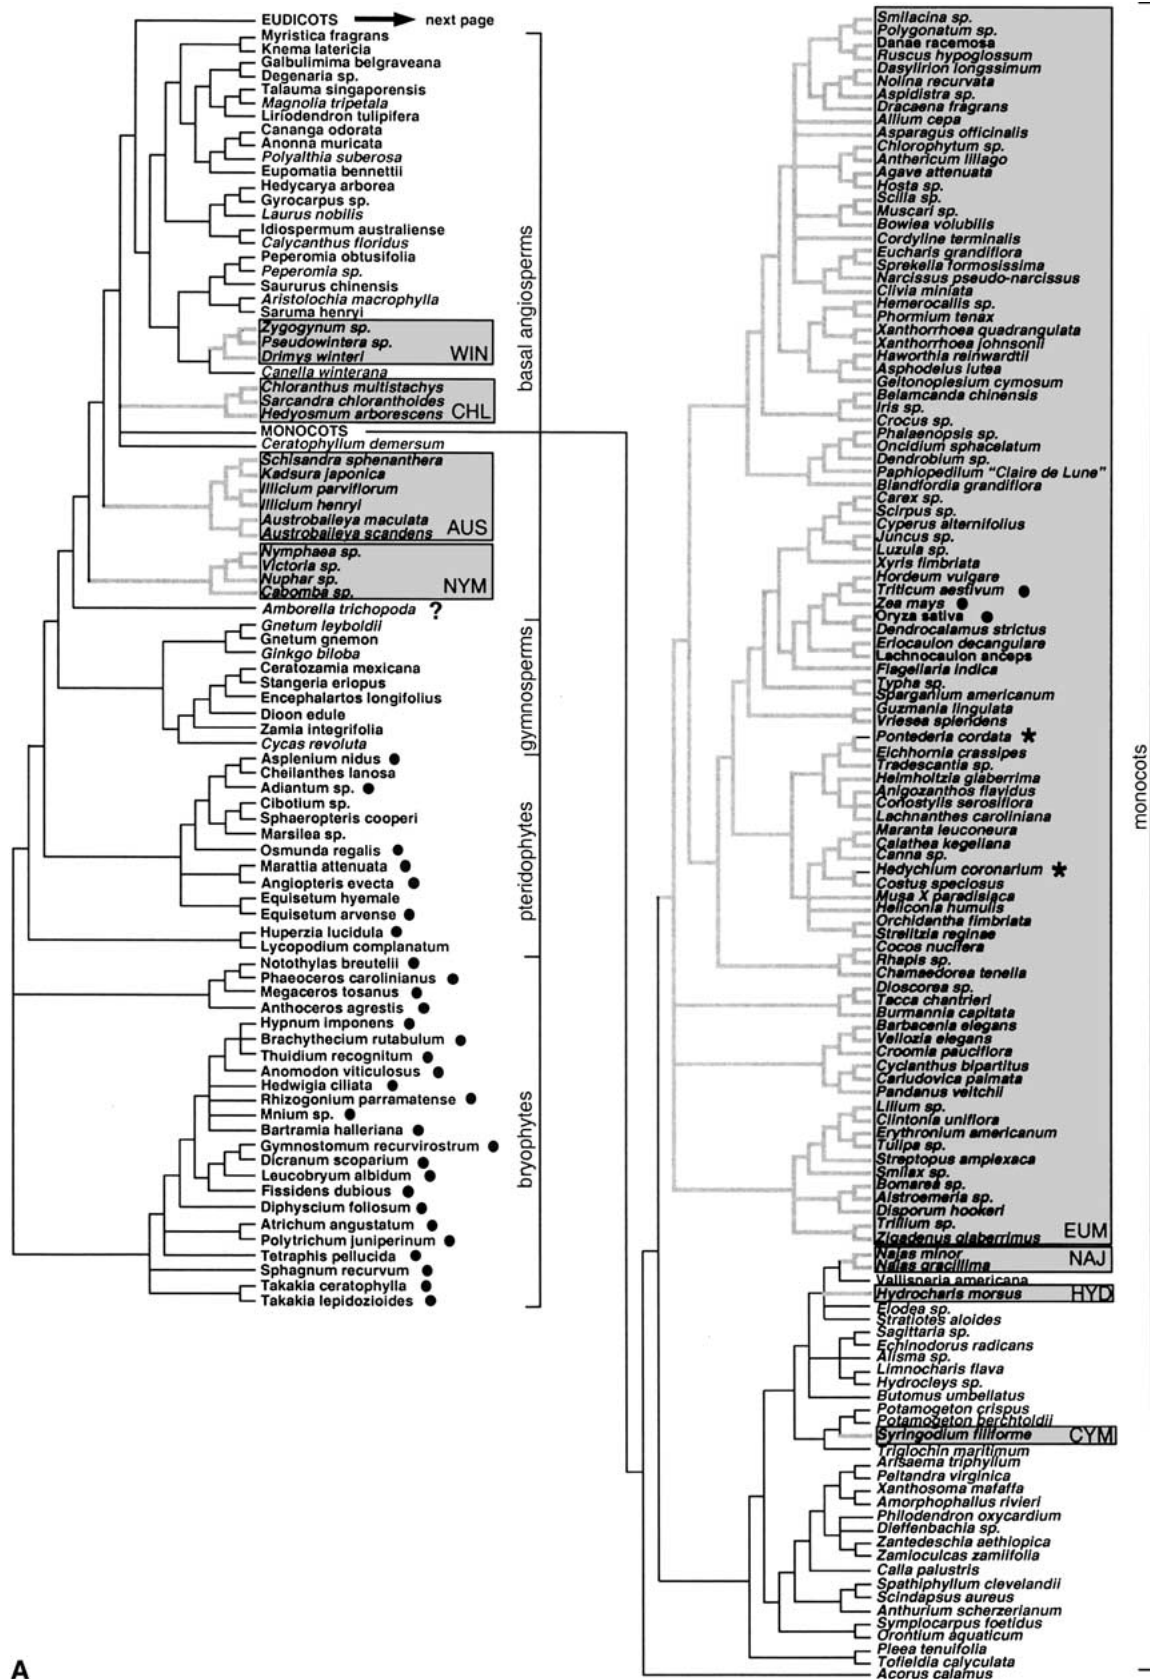 EUDICOTS next page
Myristica fragrans
Knema latericia
Galbulimima belgraveana
Degenaria sp.
Talauma singaporensis
Magnolia tripetala
Liriodendron tulipifera
Cananga odorata
Anonna muricata
Polyalthia suberosa
Eupomatia bennettii
Hedycarya arborea
Gyrocarpus sp.
Laurus nobilis
Idiospermum australiense
Calycanthus floridus
Peperomia obtusifolia
Peperomia sp.
Saururus chinensis
Aristolochia macrophylla
Saruma henryi
Zygogynum sp.
Pseudowintera sp.
Drimys winteri
WIN
Canella winterana
Chloranthus multistachys
Sarcandra chloranthoides
Hedyosmum arborescens
CHL
MONOCOTS
Ceratophyllum demersum
Schisandra sphenanthera
Kadsura japonica
Illicium parviflorum
Illicium henryi
Austrobaileya maculata
Austrobaileya scandens
AUS
Nymphaea sp.
Victoria sp.
Nuphar sp.
Cabomba sp.
NYM
Amborella trichopoda ?
basal angiosperms
Gnetum leyboldii
Gnetum gnemon
Ginkgo biloba
Ceratozamia mexicana
Stangeria eriopus
Encephalartos longifolius
Dioon edule
Zamia integrifolia
Cycas revoluta
gymnosperms
Asplenium nidus ●
Cheilanthes lanosa
Adiantum sp. ●
Cibotium sp.
Sphaeropteris cooperi
Marsilea sp.
Osmunda regalis ●
Marattia attenuata ●
Angiopteris evecta ●
Equisetum hyemale
Equisetum arvense ●
Huperzia lucidula ●
Lycopodium complanatum
pteridophytes
Notothylas breutelii ●
Phaeoceros carolinianus ●
Megaceros tosanus ●
Anthoceros agrestis ●
Hypnum imponens ●
Brachythecium rutabulum ●
Thuidium recognitum ●
Anomodon viticulosus ●
Hedwigia ciliata ●
Rhizogonium parramatense ●
Mnium sp. ●
Bartramia halleriana ●
Gymnostomum recurvirostrum ●
Dicranum scoparium ●
Leucobryum albidum ●
Fissidens dubious ●
Diphyscium foliosum ●
Atrichum angustatum ●
Polytrichum juniperinum ●
Tetraphis pellucida ●
Sphagnum recurvum ●
Takakia ceratophylla ●
Takakia lepidozioides ●
bryophytes
A
Smilacina sp.
Polygonatum sp.
Danae racemosa
Ruscus hypoglossum
Dasylirion longssimum
Nolina recurvata
Aspidistra sp.
Dracaena fragrans
Allium cepa
Asparagus officinalis
Chlorophytum sp.
Anthericum liliago
Agave attenuata
Hosta sp.
Scilla sp.
Muscari sp.
Bowiea volubilis
Cordyline terminalis
Eucharis grandiflora
Sprekelia formosissima
Narcissus pseudo-narcissus
Clivia miniata
Hemerocallis sp.
Phormium tenax
Xanthorrhoea quadrangulata
Xanthorrhoea johnsonii
Haworthia reinwardtii
Asphodelus lutea
Geitonoplesium cymosum
Belamcanda chinensis
Iris sp.
Crocus sp.
Phalaenopsis sp.
Oncidium sphacelatum
Dendrobium sp.
Paphiopedilum “Claire de Lune”
Blandfordia grandiflora
Carex sp.
Scirpus sp.
Cyperus alternifolius
Juncus sp.
Luzula sp.
Xyris fimbriata
Hordeum vulgare
Triticum aestivum ●
Zea mays ●
Oryza sativa ●
Dendrocalamus strictus
Eriocaulon decangulare
Lachnocaulon anceps
Flagellaria indica
Typha sp.
Sparganium americanum
Guzmania lingulata
Vriesea splendens
Pontederia cordata *
Eichhornia crassipes
Tradescantia sp.
Helmholtzia glaberrima
Anigozanthos flavidus
Conostylis serosiflora
Lachnanthes caroliniana
Maranta leuconeura
Calathea kegeliana
Canna sp.
Hedychium coronarium *
Costus speciosus
Musa X paradisiaca
Heliconia humulis
Orchidantha fimbriata
Strelitzia reginae
Cocos nucifera
Rhapis sp.
Chamaedorea tenella
Dioscorea sp.
Tacca chantrieri
Burmannia capitata
Barbacenia elegans
Vellozia elegans
Croomia pauciflora
Cyclanthus bipartitus
Carludovica palmata
Pandanus veitchii
Lilium sp.
Clintonia uniflora
Erythronium americanum
Tulipa sp.
Streptopus amplexaca
Smilax sp.
Bomarea sp.
Alstroemeria sp.
Disporum hookeri
Trillium sp.
Zigadenus glaberrimus
EUM
Najas minor
Najas gracillima
NAJ
Vallisneria americana
Hydrocharis morsus HYD
Elodea sp.
Stratiotes aloides
Sagittaria sp.
Echinodorus radicans
Alisma sp.
Limnocharis flava
Hydrocleys sp.
Butomus umbellatus
Potamogeton crispus
Potamogeton berchtoldii
Syringodium filiforme CYM
Triglochin maritimum
Arisaema triphyllum
Peltandra virginica
Xanthosoma mafaffa
Amorphophallus rivieri
Philodendron oxycardium
Dieffenbachia sp.
Zantedeschia aethiopica
Zamioculcas zamiifolia
Calla palustris
Spathiphyllum clevelandii
Scindapsus aureus
Anthurium scherzerianum
Symplocarpus foetidus
Orontium aquaticum
Pleea tenuifolia
Tofieldia calyculata
Acorus calamus
monocots